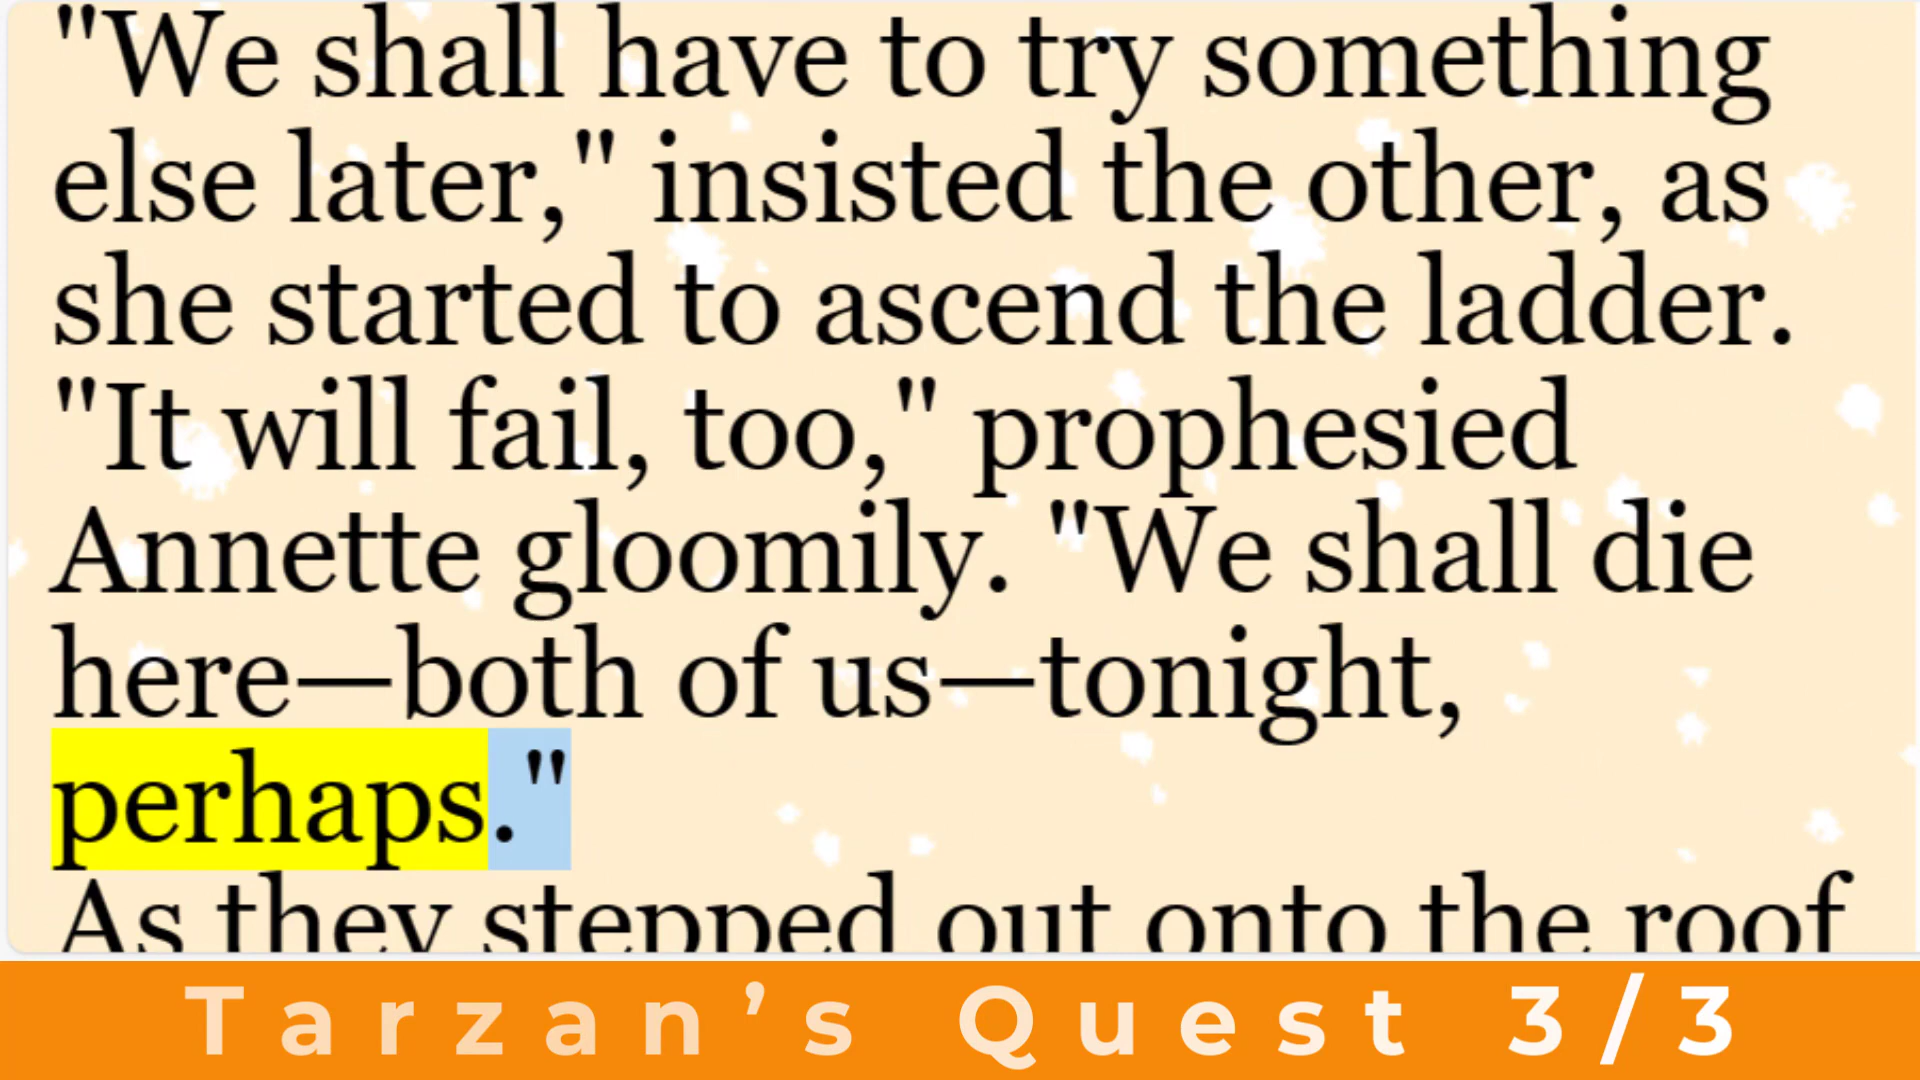 "We shall have to try something
else later," insisted the other, as
she started to ascend the ladder.
"It will fail, too," prophesied
Annette gloomily. "We shall die
here—both of us—tonight,
perhaps."
As they stepped out onto the roof
Tarzan’s Quest 3/3